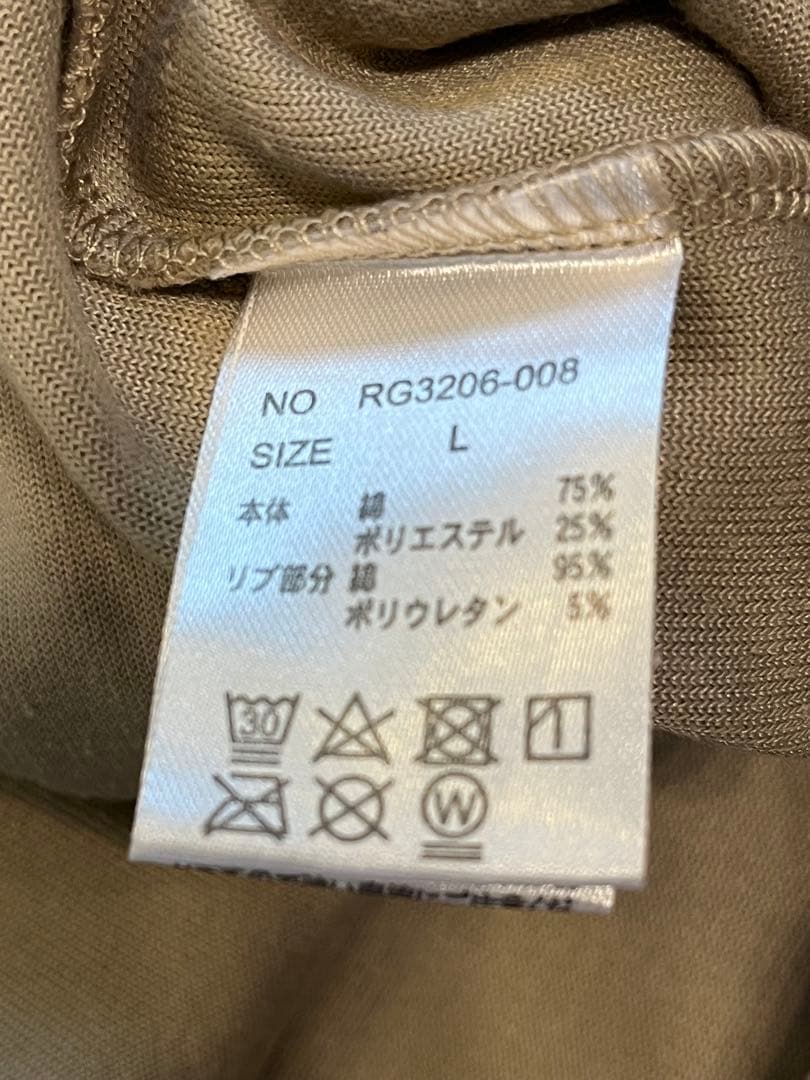 NO RG3206-008
SIZE L
本体 綿 75%
ポリエステル 25%
リブ部分 綿 95%
ポリウレタン 5%
30
W